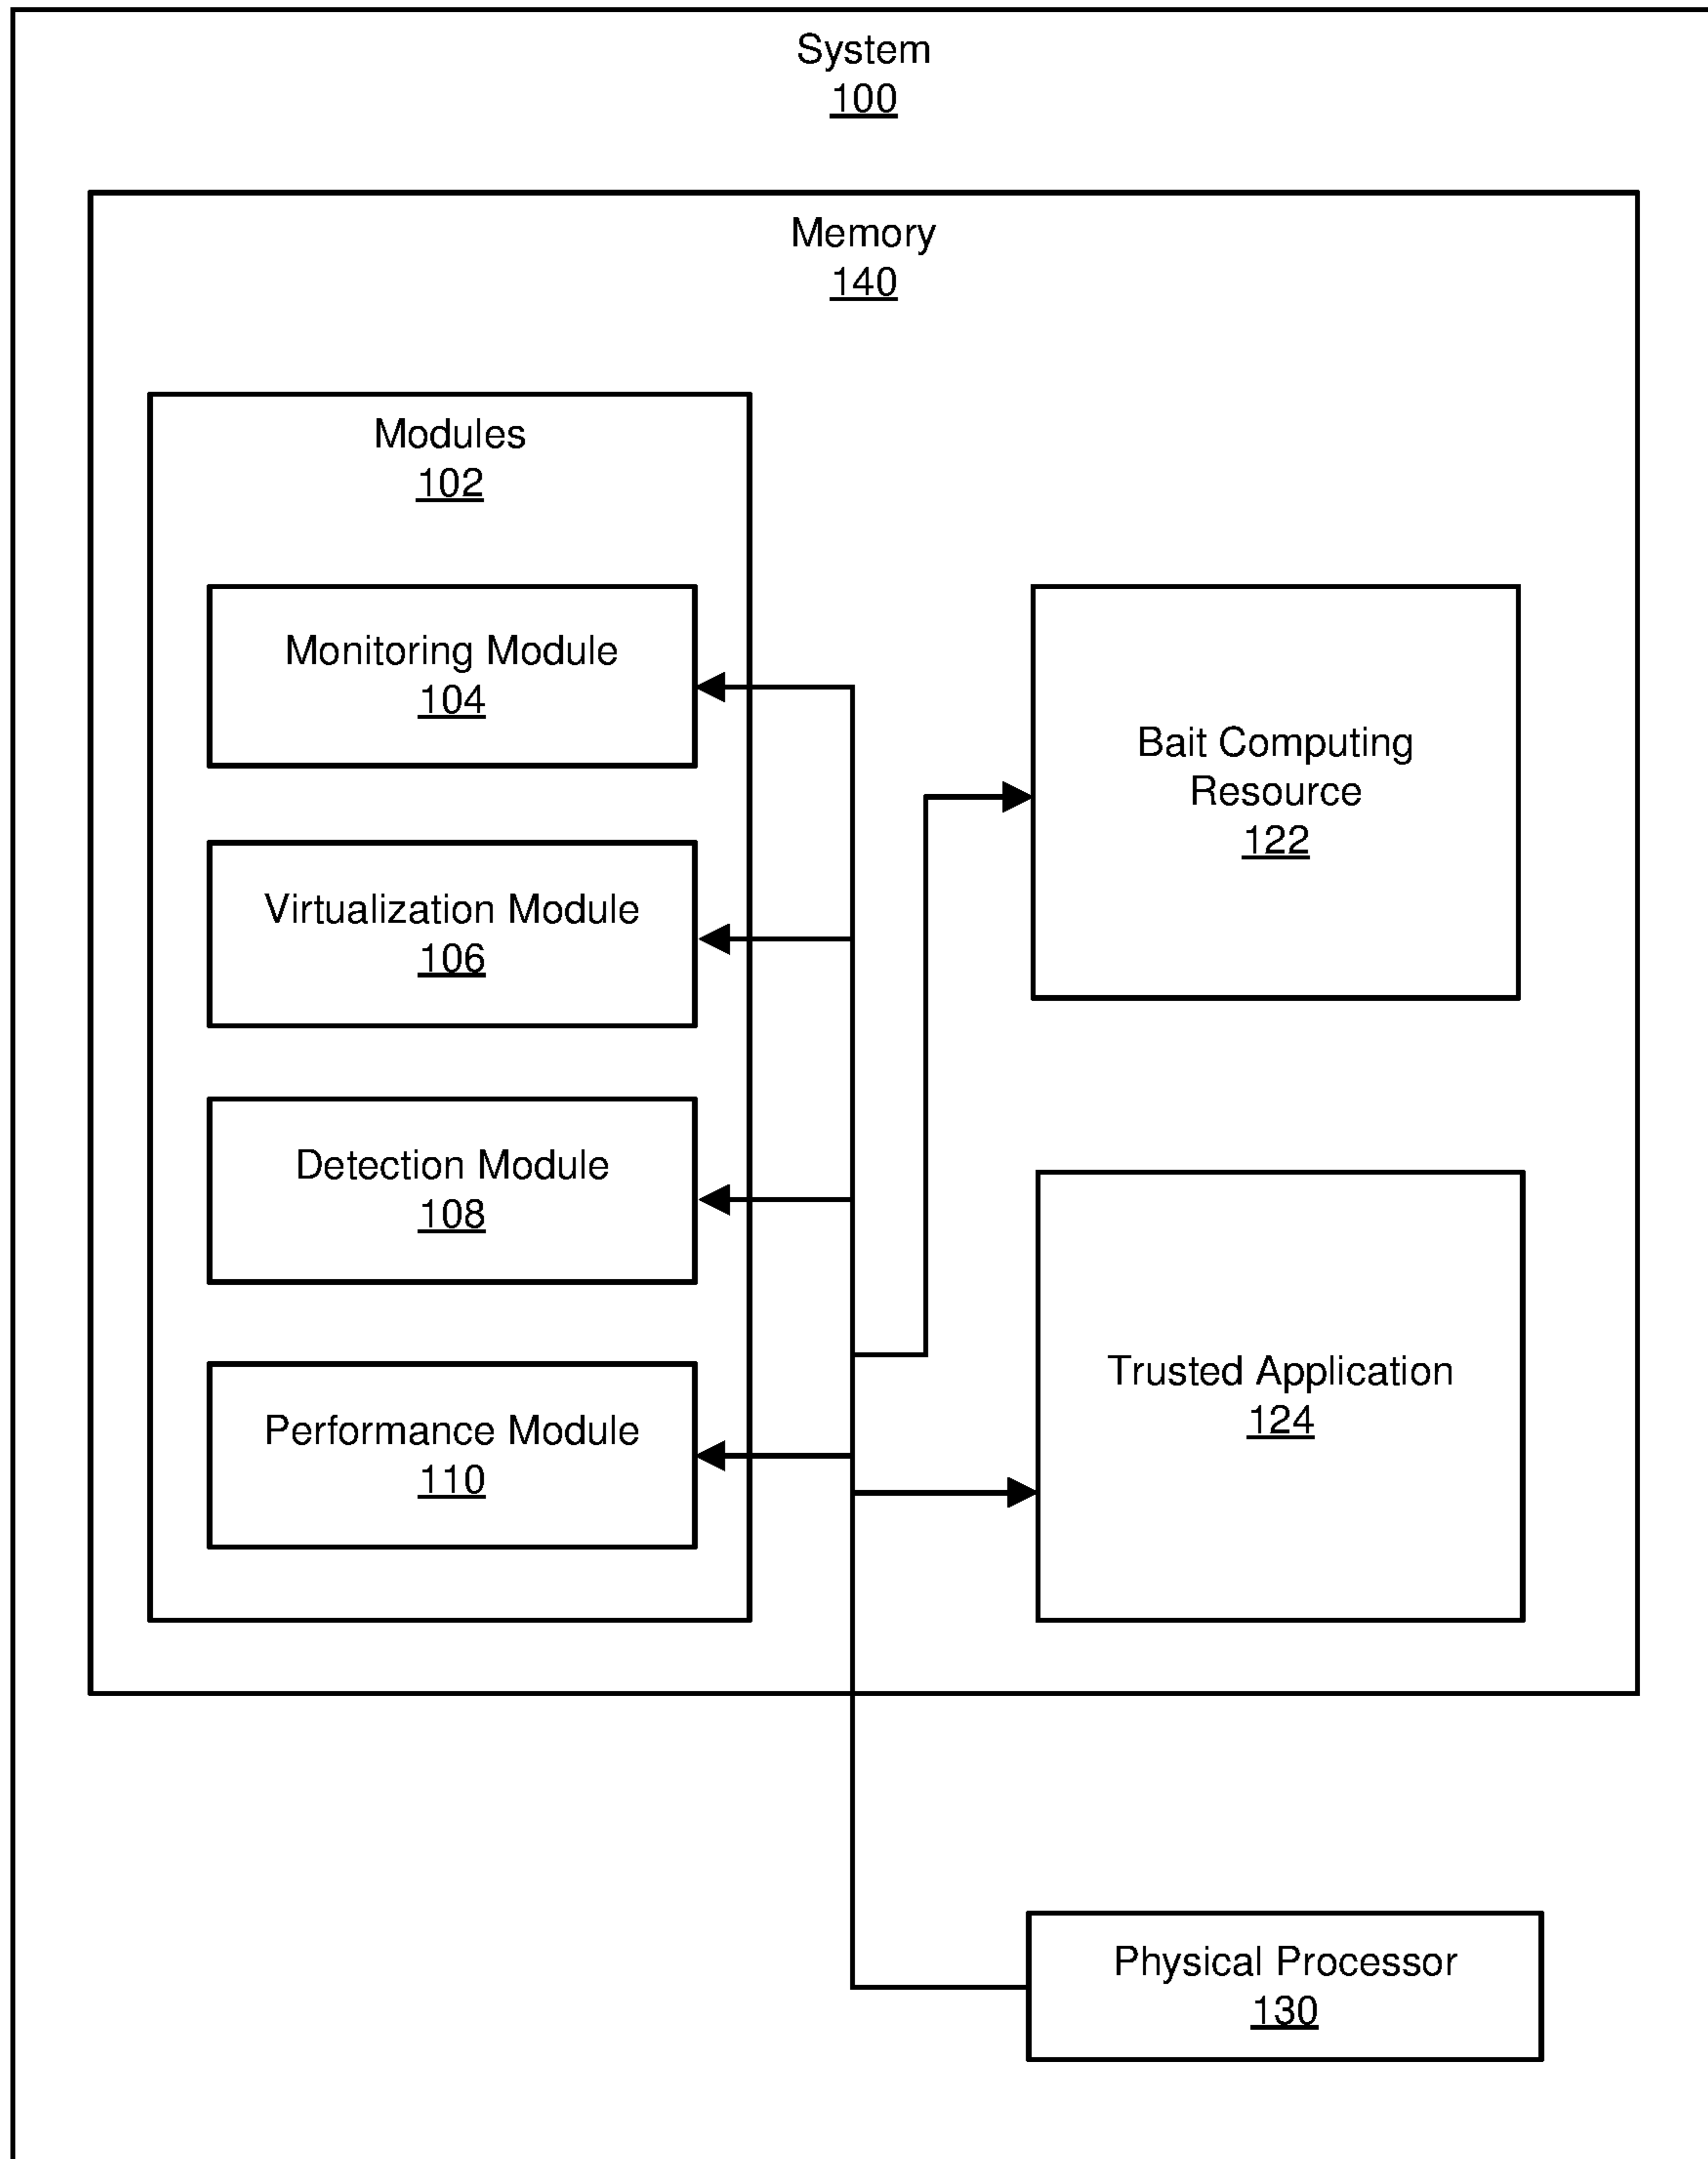 System
100
Memory
140
Modules
102
Monitoring Module
104
Virtualization Module
106
Detection Module
108
Performance Module
110
Bait Computing
Resource
122
Trusted Application
124
Physical Processor
130